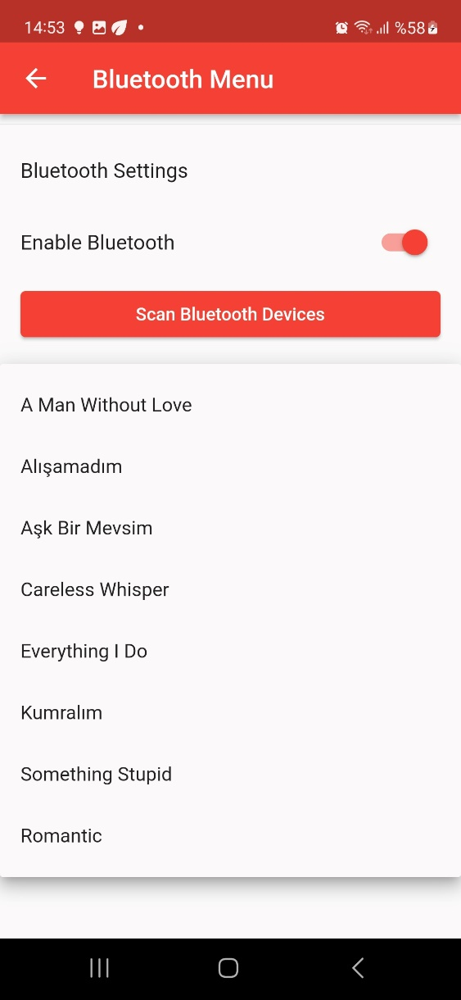 14:53 %58
Bluetooth Menu
Bluetooth Settings
Enable Bluetooth
Scan Bluetooth Devices
A Man Without Love
Alışamadım
Aşk Bir Mevsim
Careless Whisper
Everything I Do
Kumralım
Something Stupid
Romantic